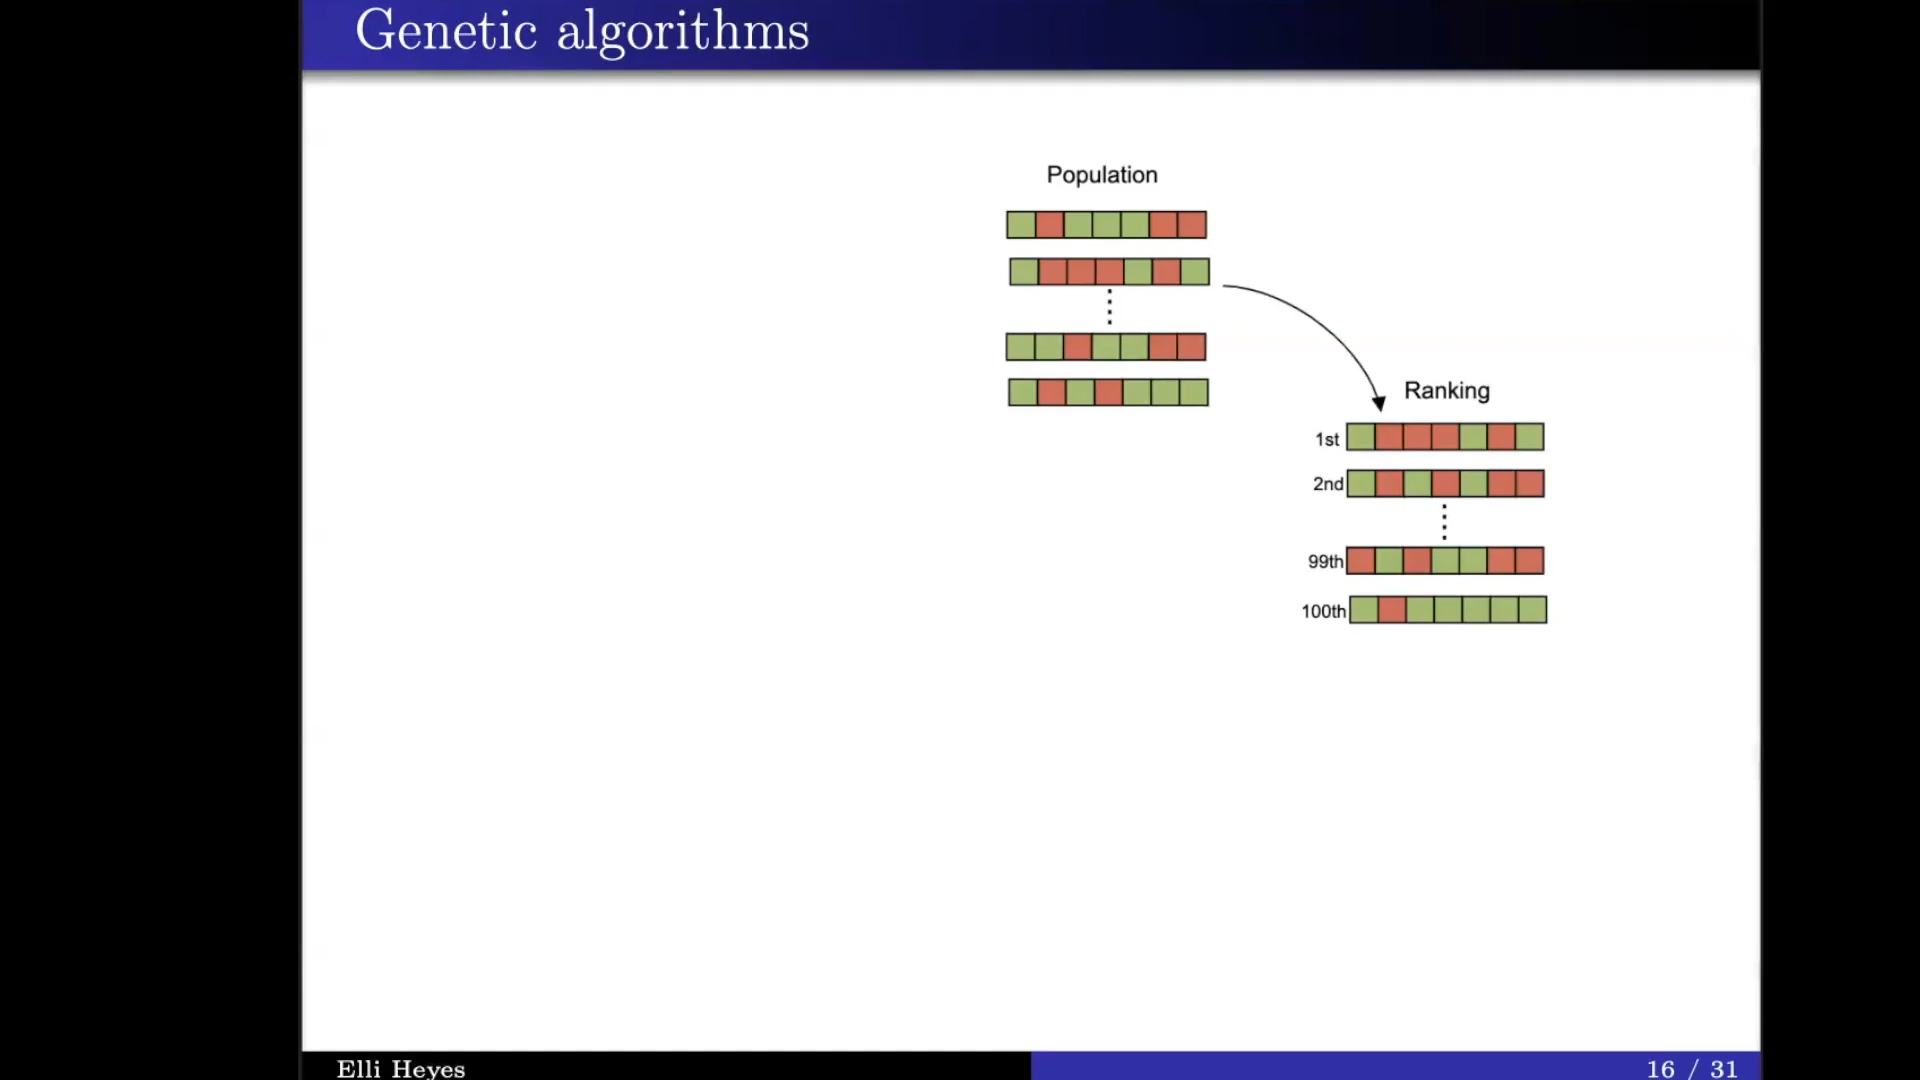 Genetic algorithms
Population
Ranking
1st
2nd
99th
100th
Elli Heyes
16 / 31